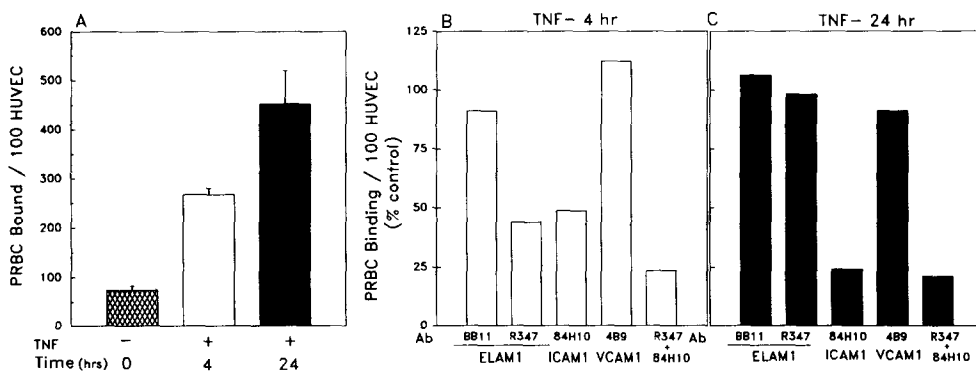 A
PRBC Bound / 100 HUVEC
600
500
400
300
200
100
0
TNF − + +
Time (hrs) 0 4 24
B
TNF− 4 hr
PRBC Binding / 100 HUVEC
(% control)
125
100
75
50
25
0
Ab BB11 R347 84H10 4B9 R347
+
84H10
ELAM1 ICAM1 VCAM1
C
TNF− 24 hr
Ab BB11 R347 84H10 4B9 R347
+
84H10
ELAM1 ICAM1 VCAM1